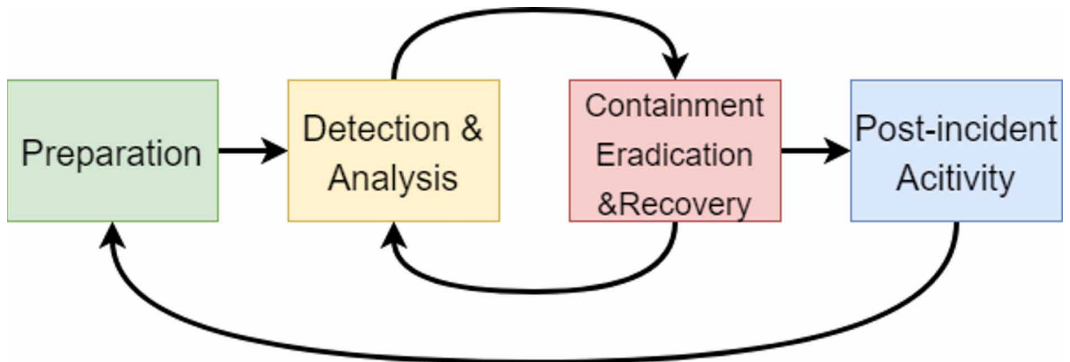 Preparation
Detection &
Analysis
Containment
Eradication
&Recovery
Post-incident
Acitivity